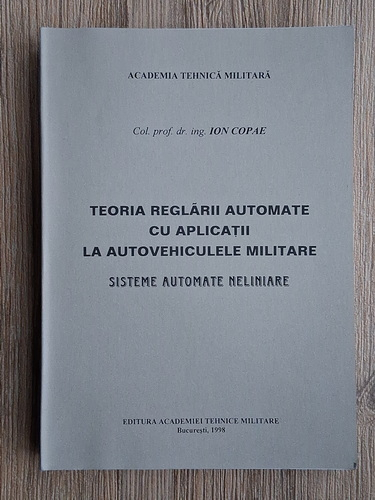 ACADEMIA TEHNICĂ MILITARĂ
Col. prof. dr. ing. ION COPAE
TEORIA REGLĂRII AUTOMATE
CU APLICAȚII
LA AUTOVEHICULELE MILITARE
SISTEME AUTOMATE NELINIARE
EDITURA ACADEMIEI TEHNICE MILITARE
București, 1998